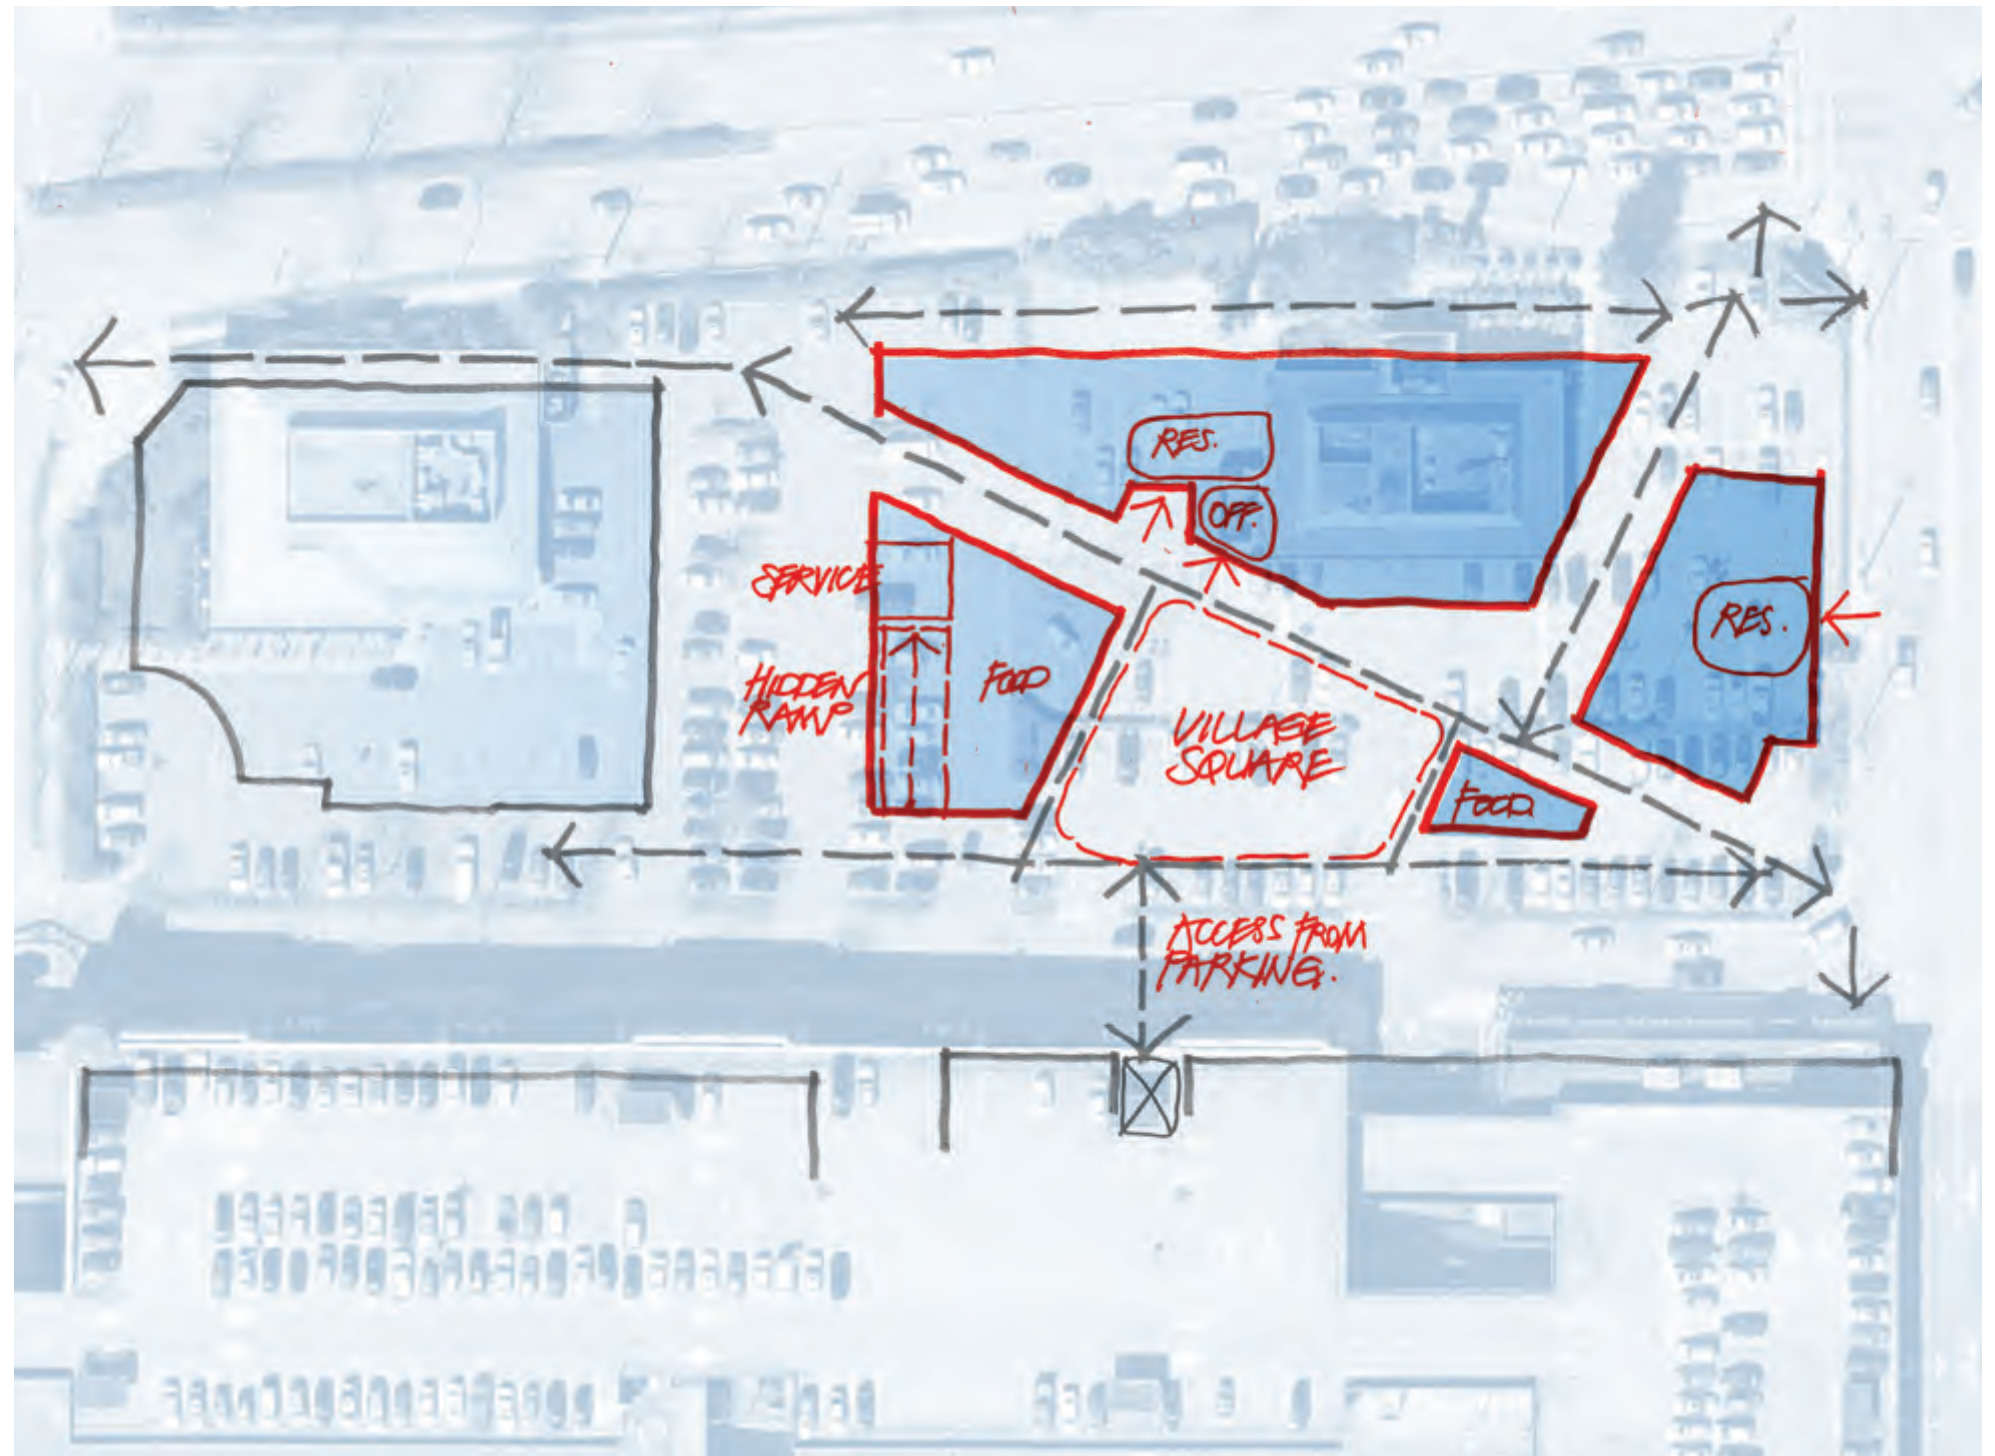 RES.
OFF.
SERVICE
HIDDEN
RAMP
FOOD
VILLAGE
SQUARE
RES.
FOOD
ACCESS FROM
PARKING.